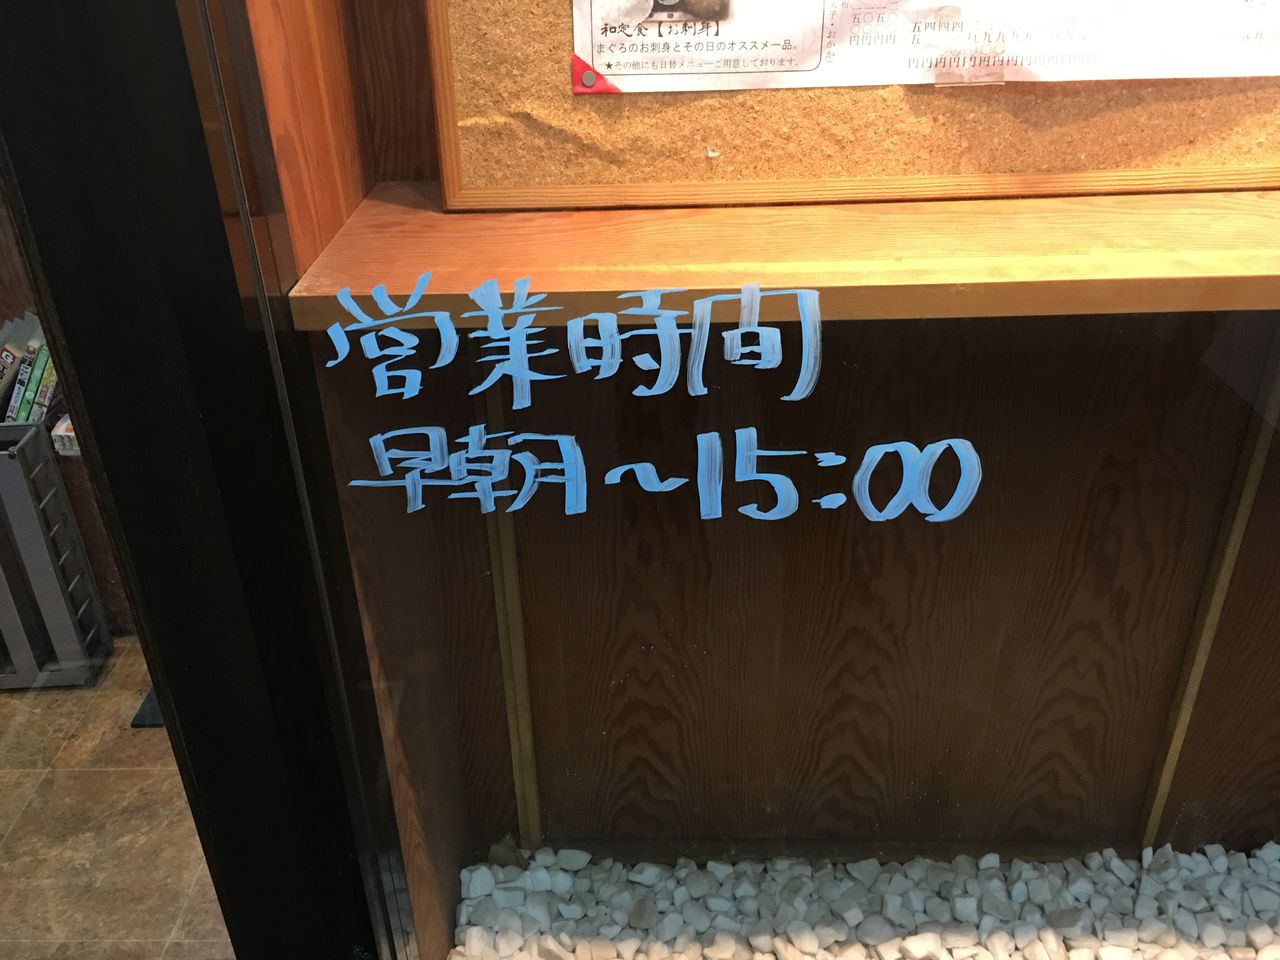 和定食【お刺身】
まぐろのお刺身とその日のオススメ一品。
★その他にも日替メニューご用意しております。
営業時間
早朝～15:00